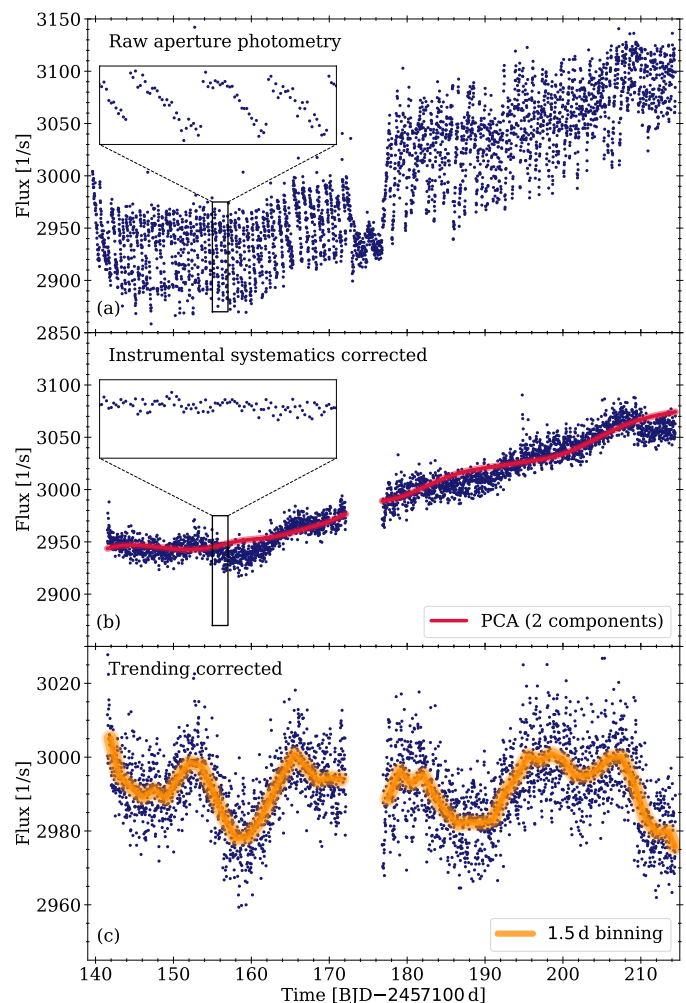 3150
Raw aperture photometry
3100
3050
3000
2950
2900
2850
Flux [1/s]
(a)
Instrumental systematics corrected
3100
3050
3000
2950
2900
Flux [1/s]
(b)
PCA (2 components)
Trending corrected
3020
3000
2980
2960
Flux [1/s]
(c)
1.5 d binning
140 150 160 170 180 190 200 210
Time [BJD−2457100 d]